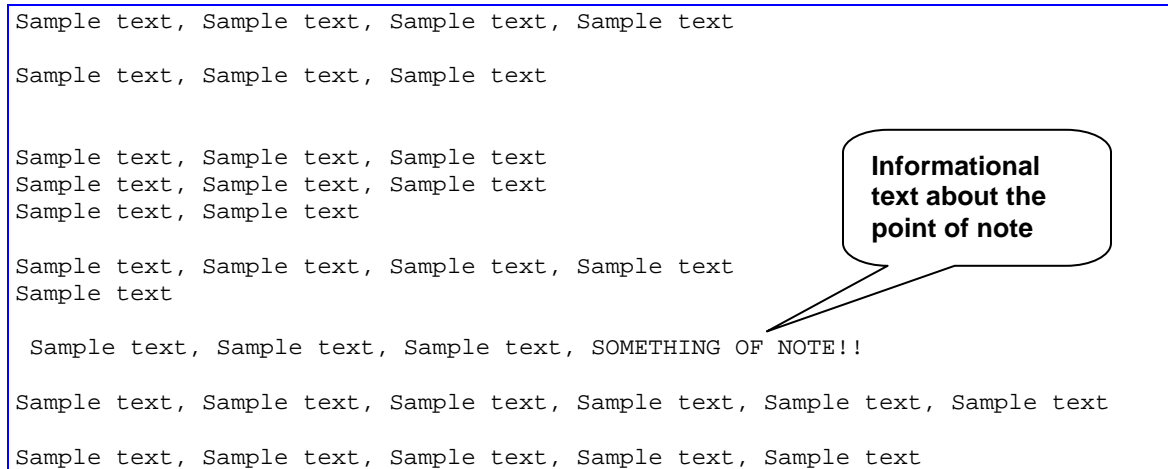 Sample text, Sample text, Sample text, Sample text
Sample text, Sample text, Sample text
Sample text, Sample text, Sample text
Sample text, Sample text, Sample text
Sample text, Sample text
Informational
text about the
point of note
Sample text, Sample text, Sample text, Sample text
Sample text
Sample text, Sample text, Sample text, SOMETHING OF NOTE!!
Sample text, Sample text, Sample text, Sample text, Sample text, Sample text
Sample text, Sample text, Sample text, Sample text, Sample text